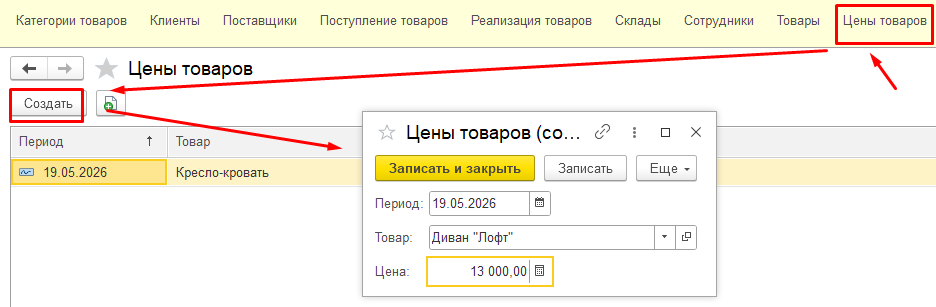 Категории товаров Клиенты Поставщики Поступление товаров Реализация товаров Склады Сотрудники Товары Цены товаров
Цены товаров
Создать
Период Товар
19.05.2026 Кресло-кровать
Цены товаров (со...
Записать и закрыть Записать Еще
Период: 19.05.2026
Товар: Диван "Лофт"
Цена: 13 000,00